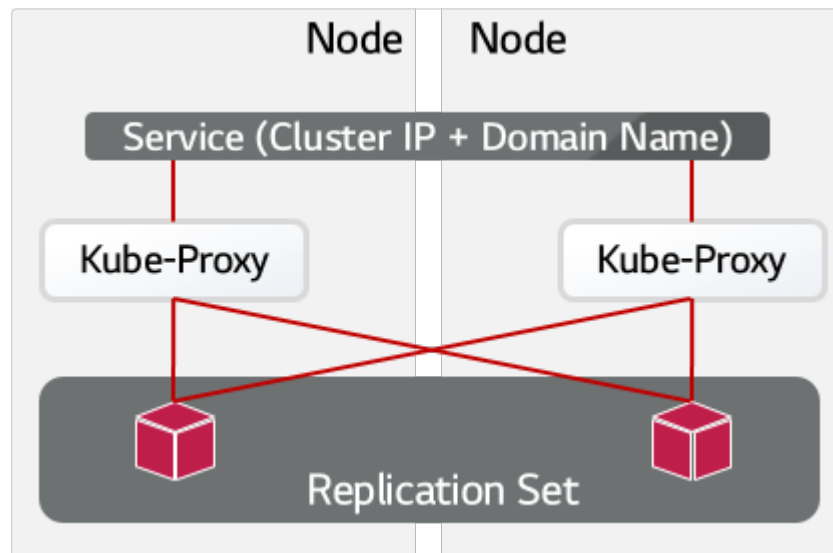 Node
Node
Service (Cluster IP + Domain Name)
Kube-Proxy
Kube-Proxy
Replication Set